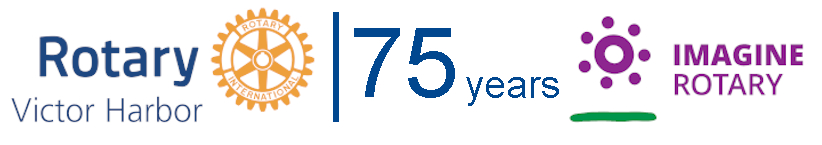 Rotary
Victor Harbor
ROTARY
INTERNATIONAL
75 years
IMAGINE
ROTARY